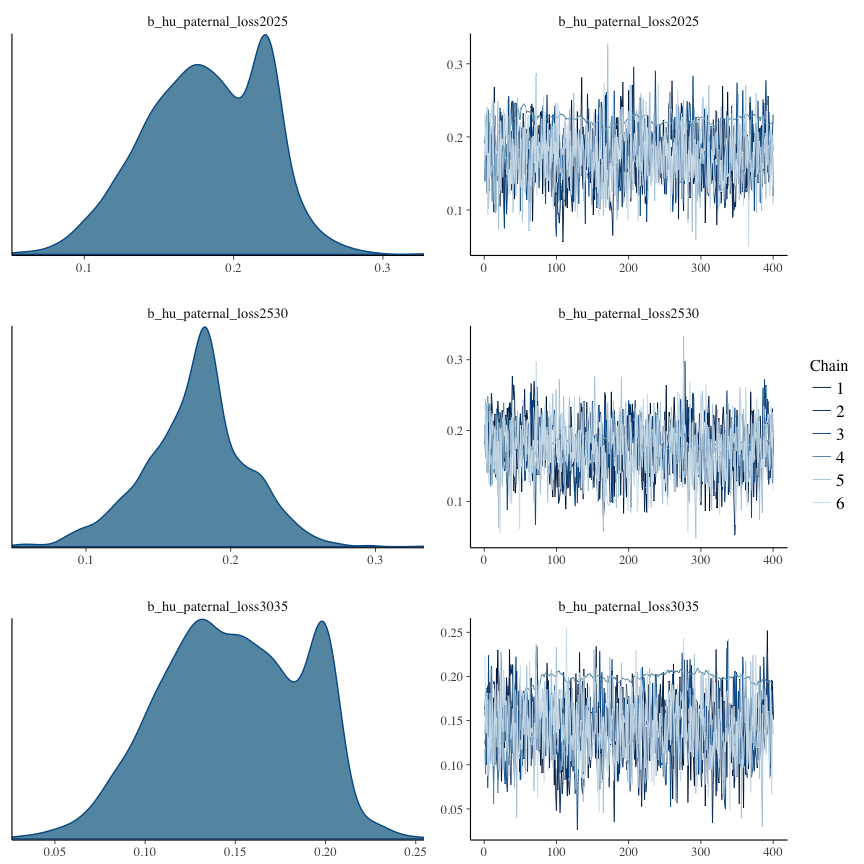 b_hu_paternal_loss2025
0.1 0.2 0.3
b_hu_paternal_loss2025
0.3
0.2
0.1
0 100 200 300 400
b_hu_paternal_loss2530
0.1 0.2 0.3
b_hu_paternal_loss2530
0.3
0.2
0.1
0 100 200 300 400
b_hu_paternal_loss3035
0.05 0.10 0.15 0.20 0.25
b_hu_paternal_loss3035
0.25
0.20
0.15
0.10
0.05
0 100 200 300 400
Chain
1
2
3
4
5
6